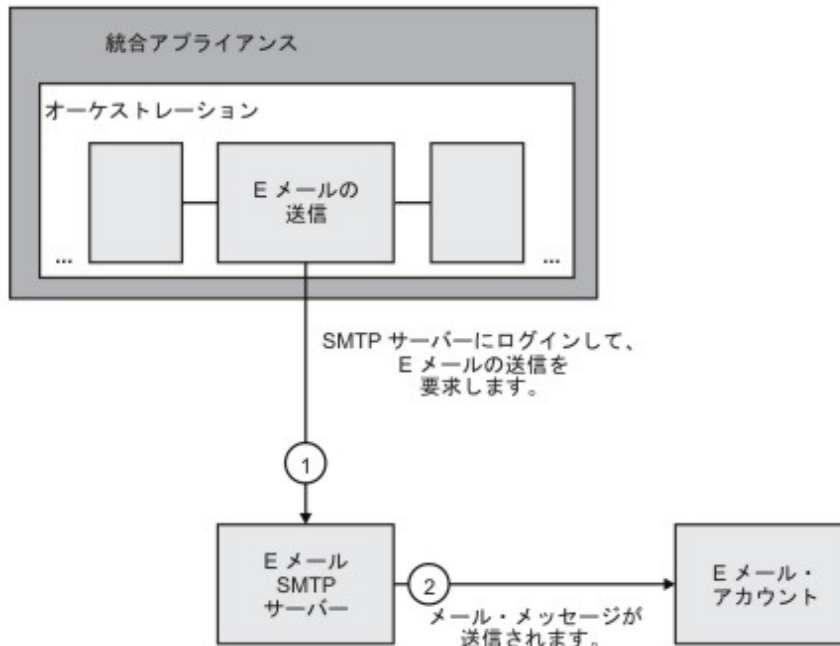 統合アプライアンス
オーケストレーション
E メールの
送信
...
...
SMTP サーバーにログインして、
E メールの送信を
要求します。
1
E メール
SMTP
サーバー
2
メール・メッセージが
送信されます。
E メール・
アカウント